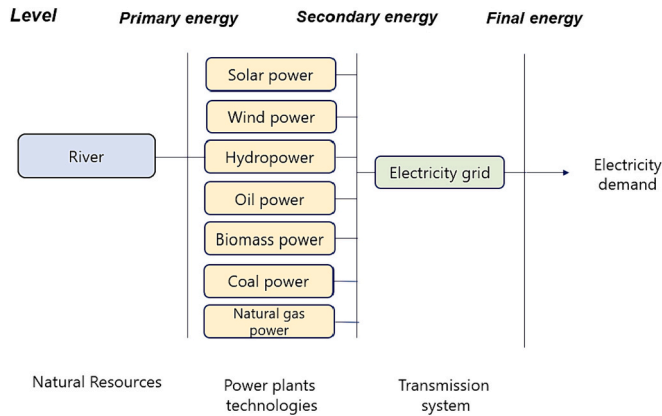 Level
Primary energy
Secondary energy
Final energy
Solar power
Wind power
River
Hydropower
Electricity grid
Electricity
demand
Oil power
Biomass power
Coal power
Natural gas
power
Natural Resources
Power plants
technologies
Transmission
system